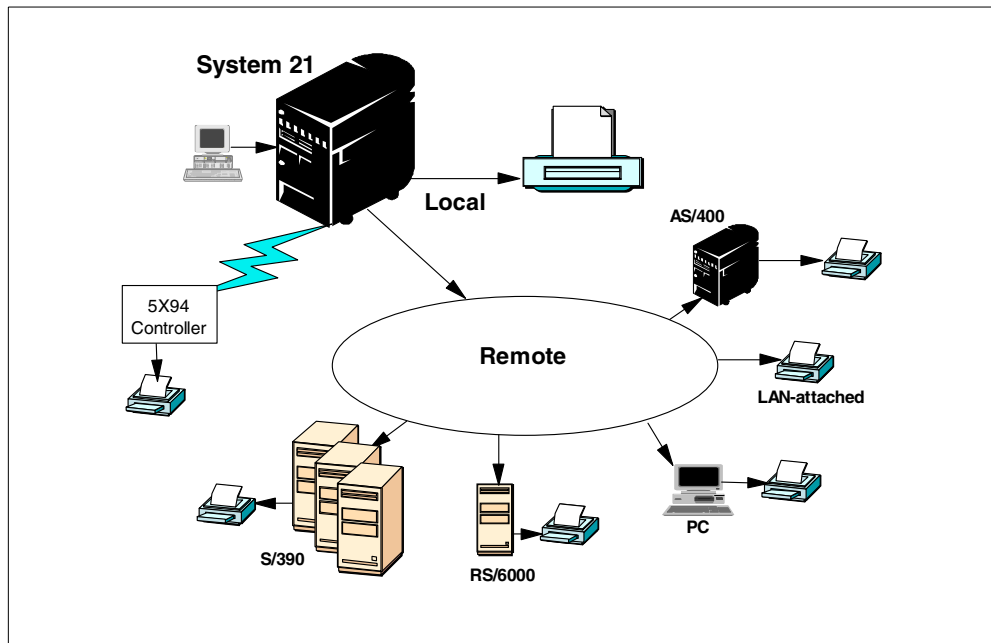 System 21
Local
AS/400
5X94
Controller
Remote
LAN-attached
PC
S/390
RS/6000